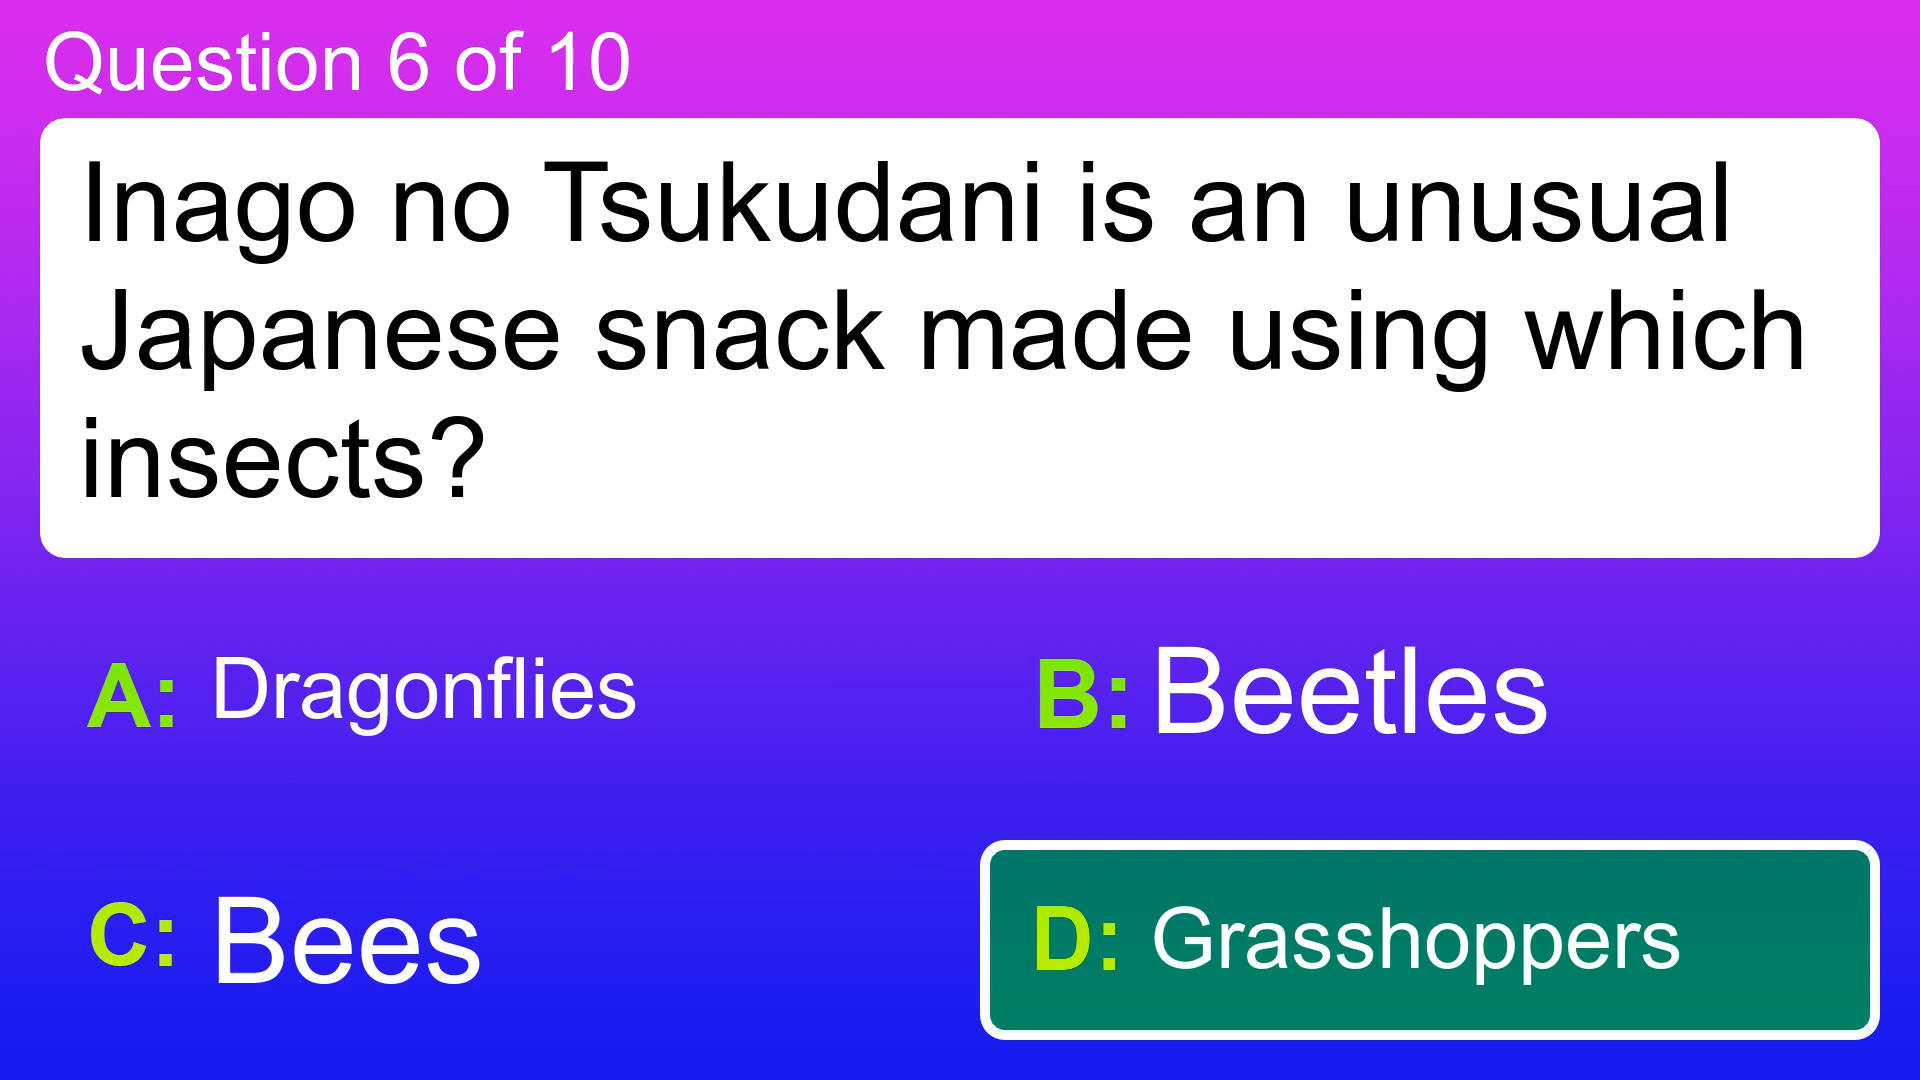 Question 6 of 10
Inago no Tsukudani is an unusual
Japanese snack made using which
insects?
A: Dragonflies
B: Beetles
C: Bees
D: Grasshoppers